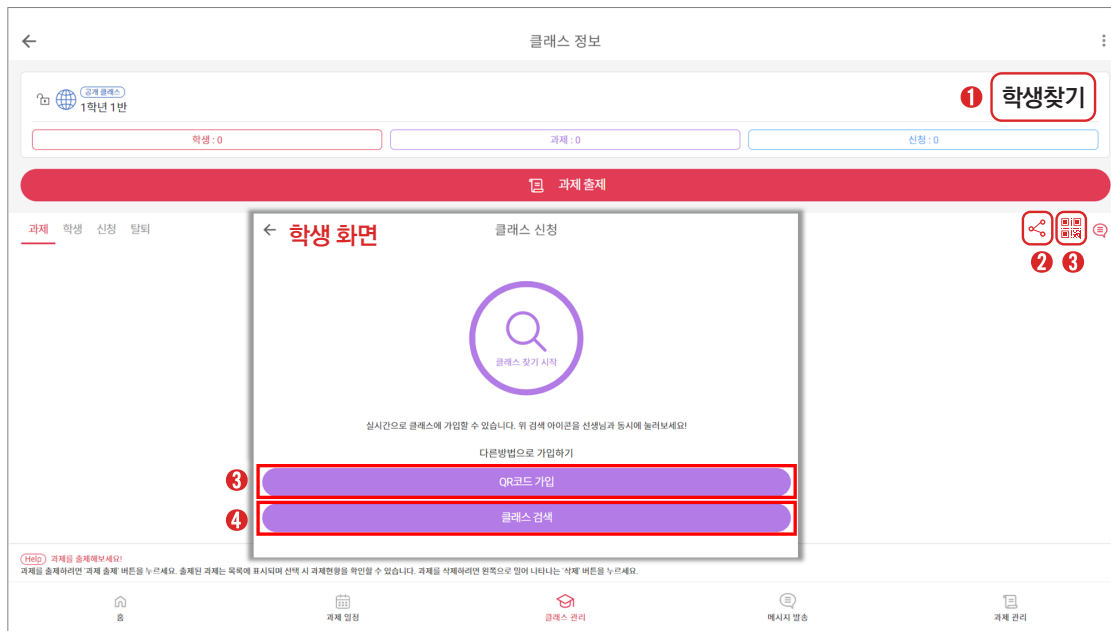 클래스 정보
공개 클래스
1학년 1반
❶ 학생찾기
학생 : 0
과제 : 0
신청 : 0
과제 출제
과제 학생 신청 탈퇴
❷ ❸
학생 화면
클래스 신청
클래스 찾기 시작
실시간으로 클래스에 가입할 수 있습니다. 위 검색 아이콘을 선생님과 동시에 눌러보세요!
다른방법으로 가입하기
❸ QR코드 가입
❹ 클래스 검색
Help 과제를 출제해보세요!
과제를 출제하려면 '과제 출제' 버튼을 누르세요. 출제된 과제는 목록에 표시되며 선택 시 과제현황을 확인할 수 있습니다. 과제를 삭제하려면 왼쪽으로 밀어 나타나는 '삭제' 버튼을 누르세요.
홈
과제 일정
클래스 관리
메시지 발송
과제 관리